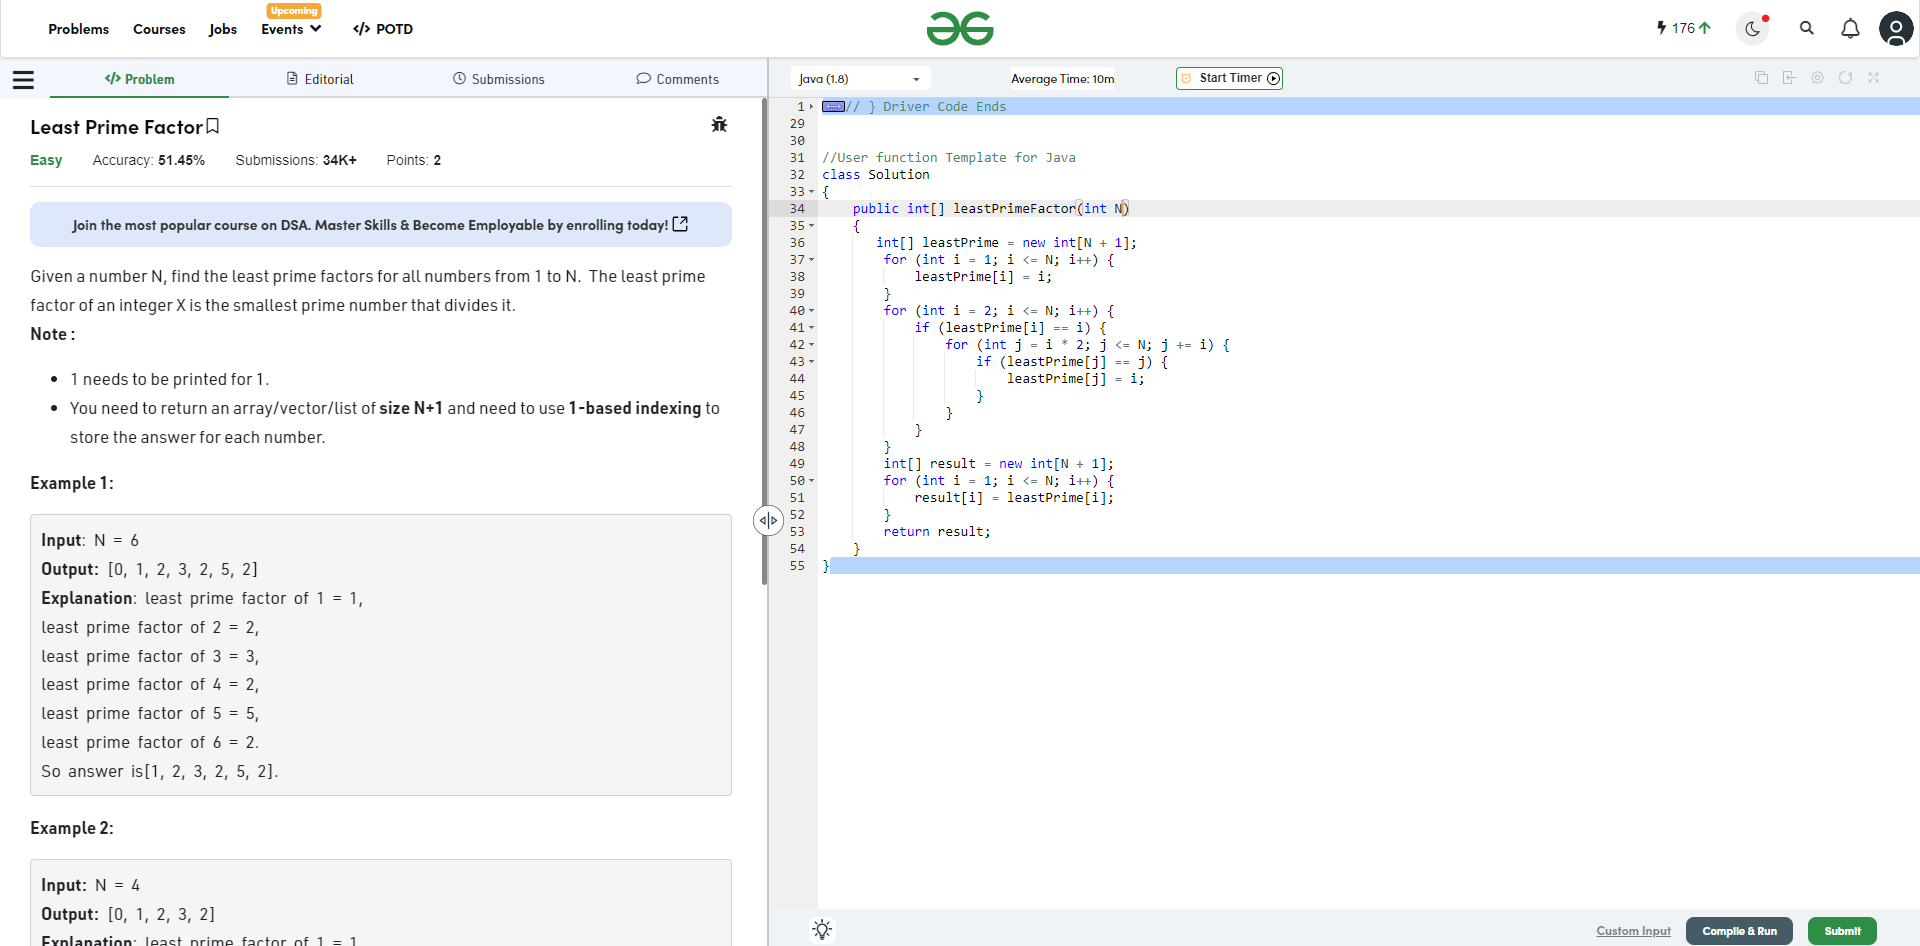 Problems Courses Jobs Upcoming Events </> POTD 176
</> Problem Editorial Submissions Comments
Least Prime Factor
Easy Accuracy: 51.45% Submissions: 34K+ Points: 2
Join the most popular course on DSA. Master Skills & Become Employable by enrolling today!
Given a number N, find the least prime factors for all numbers from 1 to N.  The least prime
factor of an integer X is the smallest prime number that divides it.
Note :
• 1 needs to be printed for 1.
• You need to return an array/vector/list of size N+1 and need to use 1-based indexing to
store the answer for each number.
Example 1:
Input: N = 6
Output: [0, 1, 2, 3, 2, 5, 2]
Explanation: least prime factor of 1 = 1,
least prime factor of 2 = 2,
least prime factor of 3 = 3,
least prime factor of 4 = 2,
least prime factor of 5 = 5,
least prime factor of 6 = 2.
So answer is[1, 2, 3, 2, 5, 2].
Example 2:
Input: N = 4
Output: [0, 1, 2, 3, 2]
Explanation: least prime factor of 1 = 1
Java (1.8) Average Time: 10m Start Timer
1 // } Driver Code Ends
29
30
31 //User function Template for Java
32 class Solution
33 {
34     public int[] leastPrimeFactor(int N)
35     {
36        int[] leastPrime = new int[N + 1];
37         for (int i = 1; i <= N; i++) {
38             leastPrime[i] = i;
39         }
40         for (int i = 2; i <= N; i++) {
41             if (leastPrime[i] == i) {
42                 for (int j = i * 2; j <= N; j += i) {
43                     if (leastPrime[j] == j) {
44                         leastPrime[j] = i;
45                     }
46                 }
47             }
48         }
49         int[] result = new int[N + 1];
50         for (int i = 1; i <= N; i++) {
51             result[i] = leastPrime[i];
52         }
53         return result;
54     }
55 }
Custom Input Compile & Run Submit